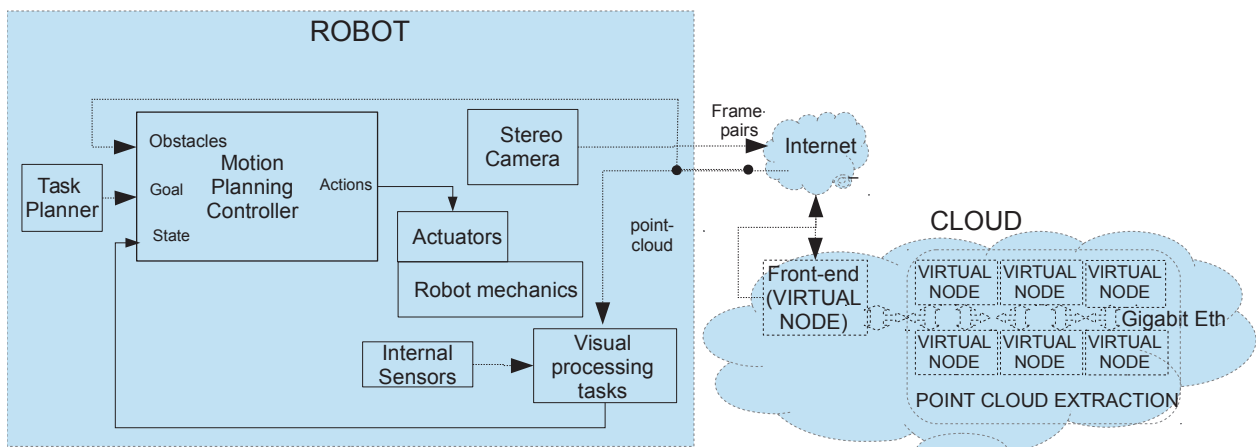 ROBOT
Obstacles
Motion
Planning
Controller
Goal
State
Actions
Task
Planner
Stereo
Camera
Actuators
Robot mechanics
Internal
Sensors
Visual
processing
tasks
point-
cloud
Frame-
pairs
Internet
CLOUD
Front-end
(VIRTUAL
NODE)
VIRTUAL
NODE
VIRTUAL
NODE
VIRTUAL
NODE
Gigabit Eth
VIRTUAL
NODE
VIRTUAL
NODE
VIRTUAL
NODE
POINT CLOUD EXTRACTION